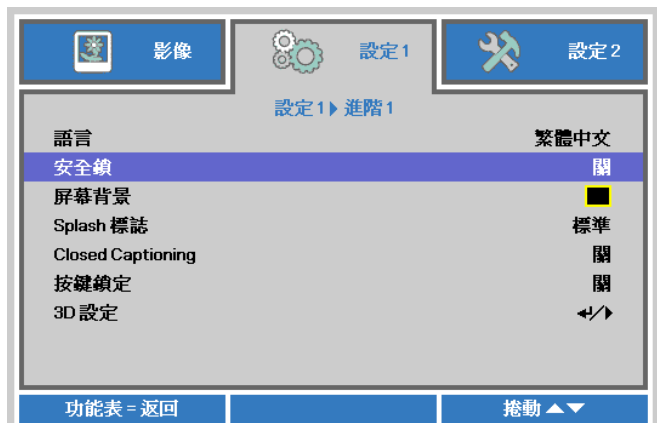 影像 設定1 設定2
設定1 進階1
語言 繁體中文
安全鎖 關
屏幕背景
Splash 標誌 標準
Closed Captioning 關
按鍵鎖定 關
3D 設定 /
功能表 = 返回 捲動